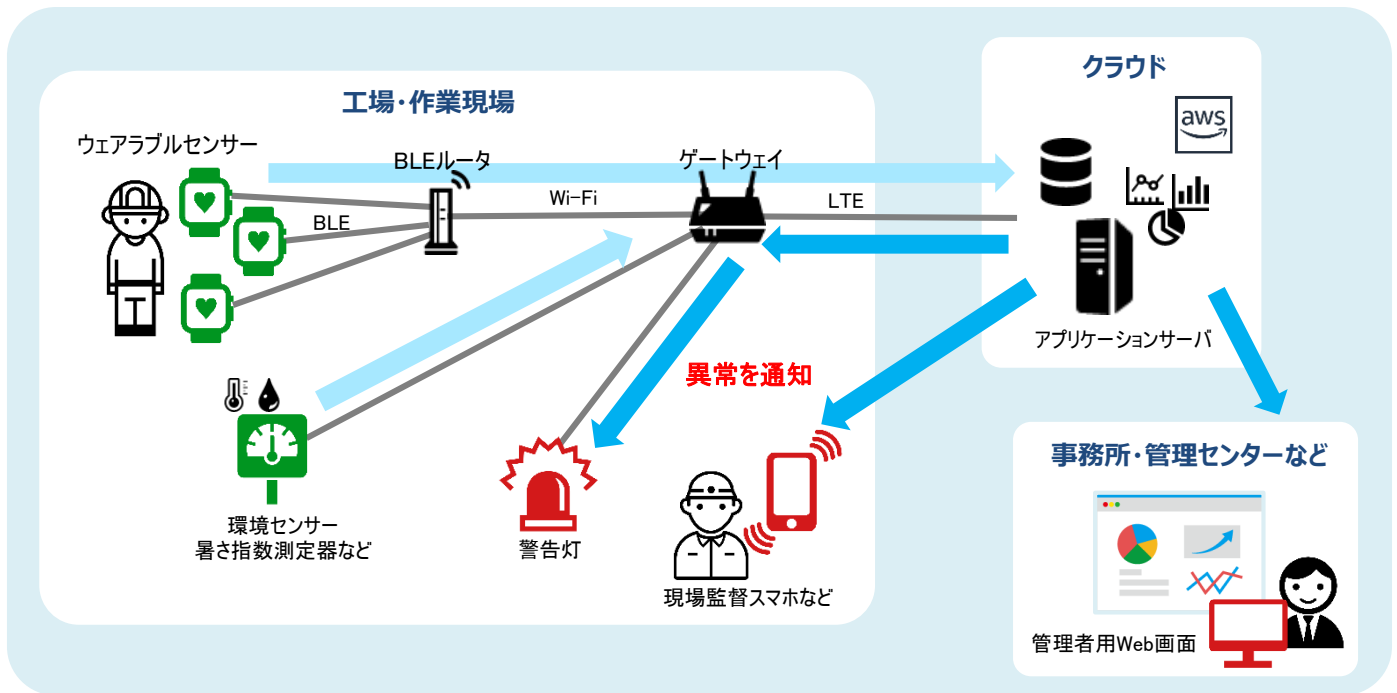 工場・作業現場
ウェアラブルセンサー
BLEルータ
ゲートウェイ
BLE
Wi-Fi
LTE
クラウド
aws
アプリケーションサーバ
異常を通知
環境センサー
暑さ指数測定器など
警告灯
現場監督スマホなど
事務所・管理センターなど
管理者用Web画面